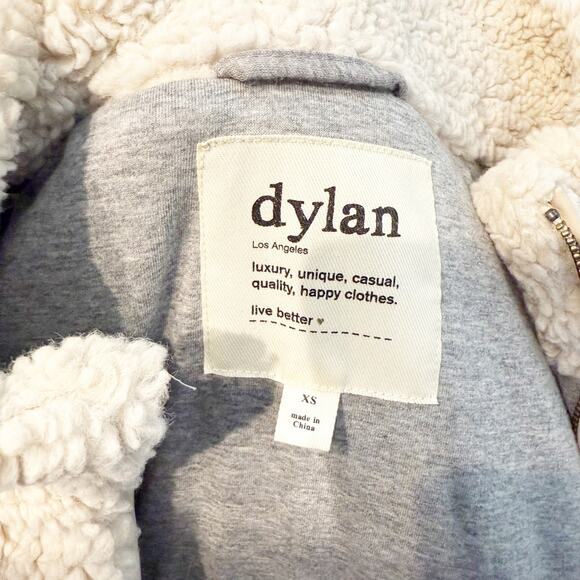 dylan
Los Angeles
luxury, unique, casual,
quality, happy clothes.
live better ♥
XS
made in
China